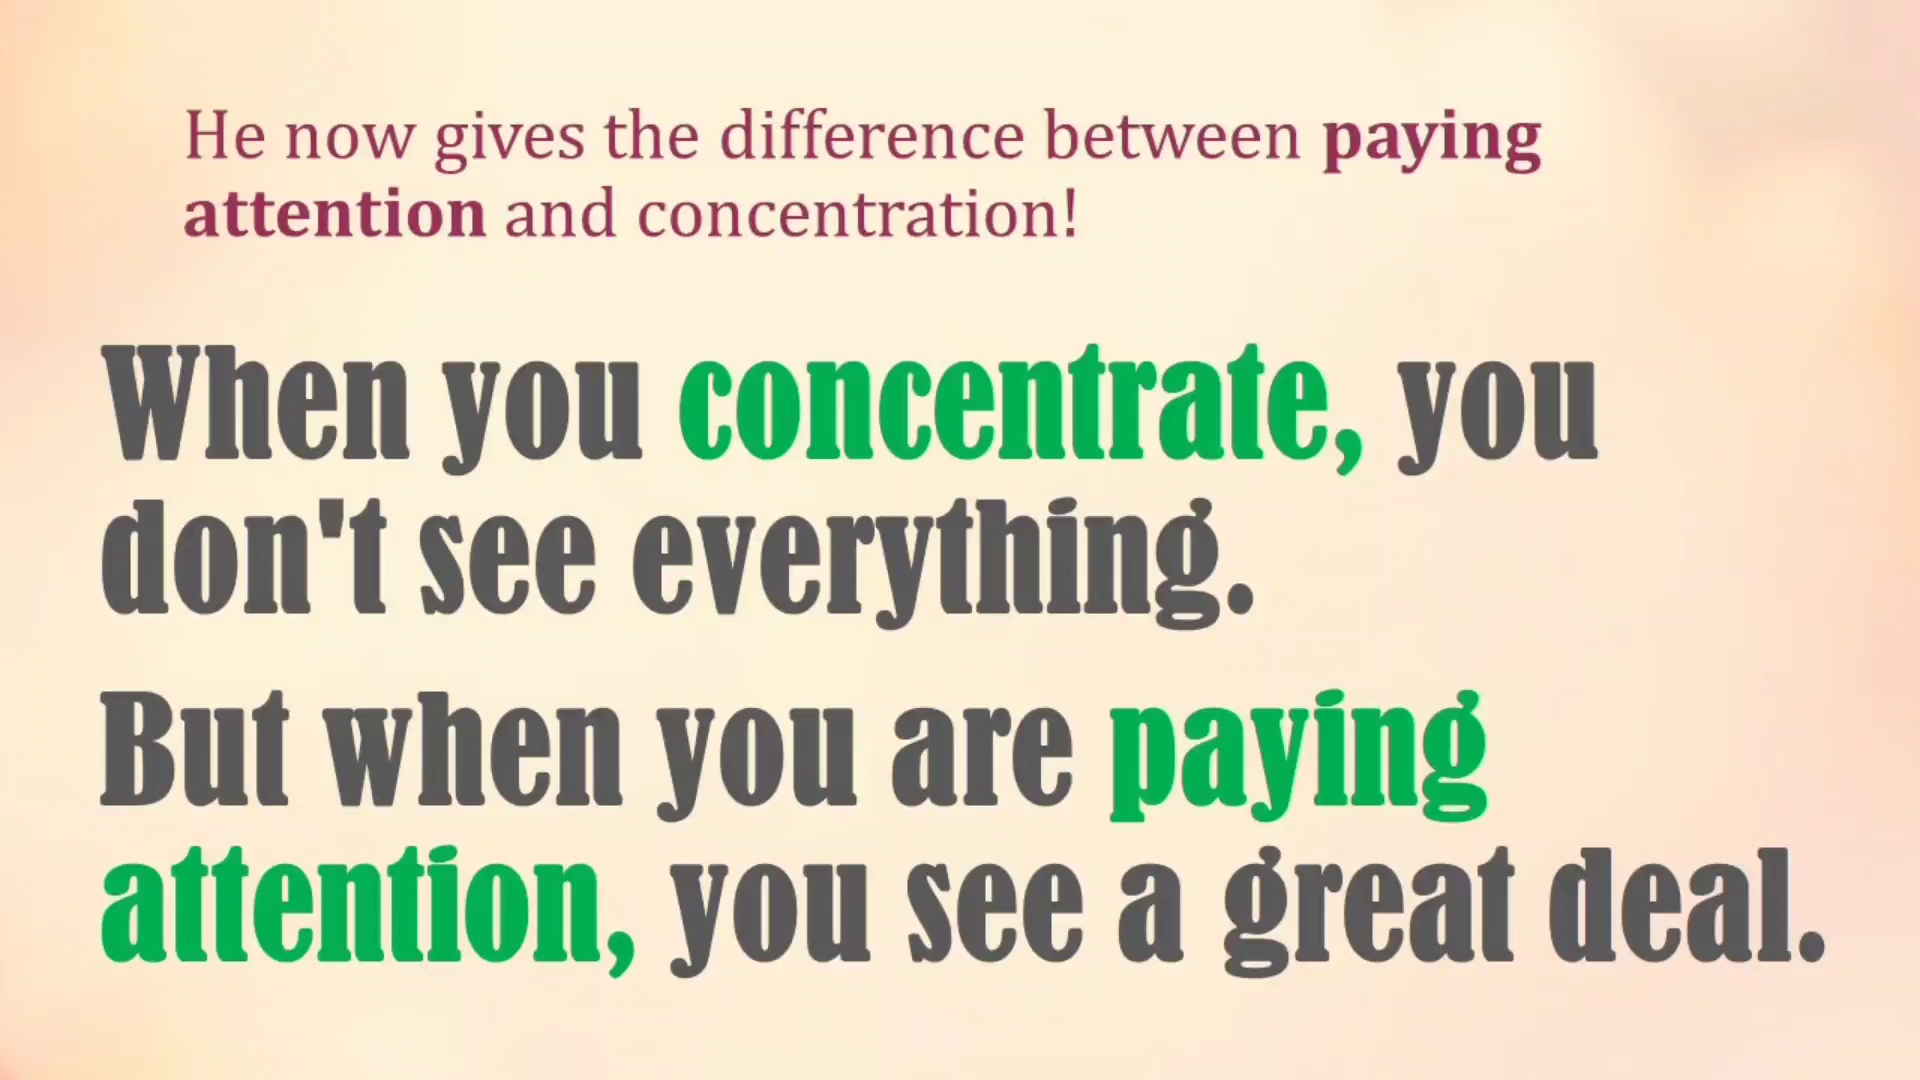 He now gives the difference between paying
attention and concentration!
When you concentrate, you
don't see everything.
But when you are paying
attention, you see a great deal.